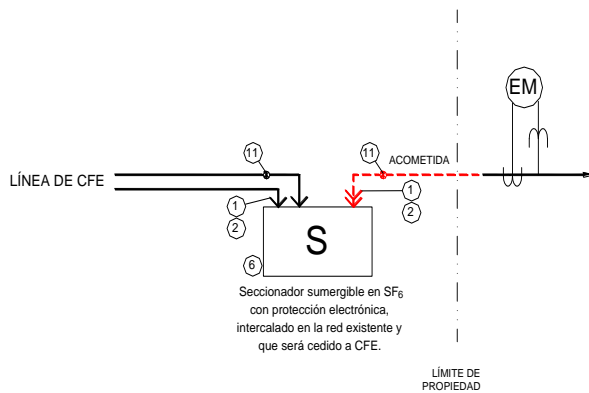 EM
11
11
ACOMETIDA
LÍNEA DE CFE
1
2
1
2
S
6
Seccionador sumergible en SF6
con protección electrónica,
intercalado en la red existente y
que será cedido a CFE.
LÍMITE DE
PROPIEDAD